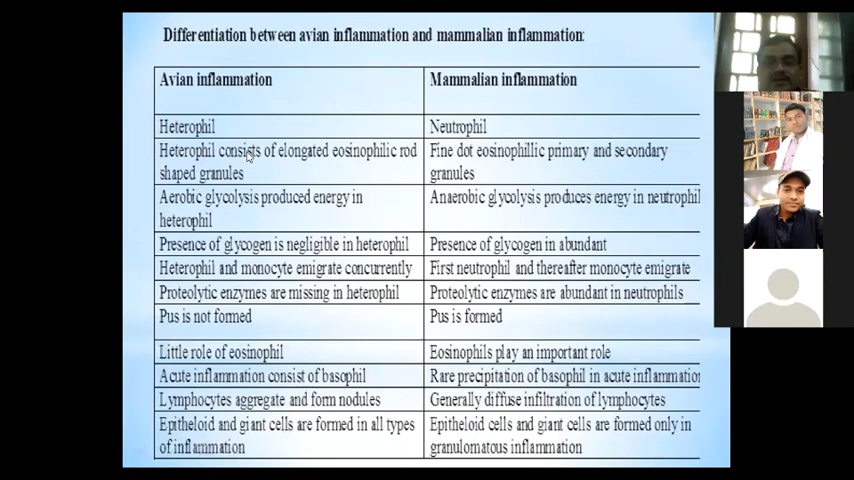 Differentiation between avian inflammation and mammalian inflammation:
Avian inflammation
Mammalian inflammation
Heterophil
Neutrophil
Heterophil consists of elongated eosinophilic rod
shaped granules
Fine dot eosinophillic primary and secondary
granules
Aerobic glycolysis produced energy in
heterophil
Anaerobic glycolysis produces energy in neutrophil
Presence of glycogen is negligible in heterophil
Presence of glycogen in abundant
Heterophil and monocyte emigrate concurrently
First neutrophil and thereafter monocyte emigrate
Proteolytic enzymes are missing in heterophil
Proteolytic enzymes are abundant in neutrophils
Pus is not formed
Pus is formed
Little role of eosinophil
Eosinophils play an important role
Acute inflammation consist of basophil
Rare precipitation of basophil in acute inflammation
Lymphocytes aggregate and form nodules
Generally diffuse infiltration of lymphocytes
Epitheloid and giant cells are formed in all types
of inflammation
Epitheloid cells and giant cells are formed only in
granulomatous inflammation